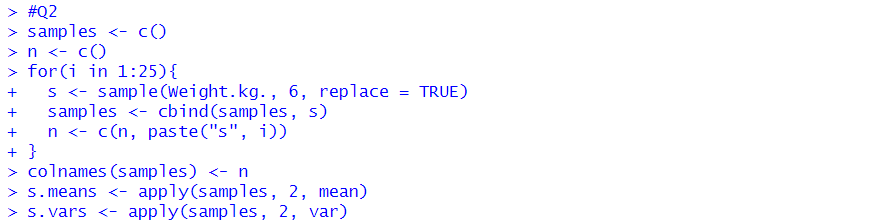 > #Q2
> samples <- c()
> n <- c()
> for(i in 1:25){
+   s <- sample(Weight.kg., 6, replace = TRUE)
+   samples <- cbind(samples, s)
+   n <- c(n, paste("s", i))
+ }
> colnames(samples) <- n
> s.means <- apply(samples, 2, mean)
> s.vars <- apply(samples, 2, var)